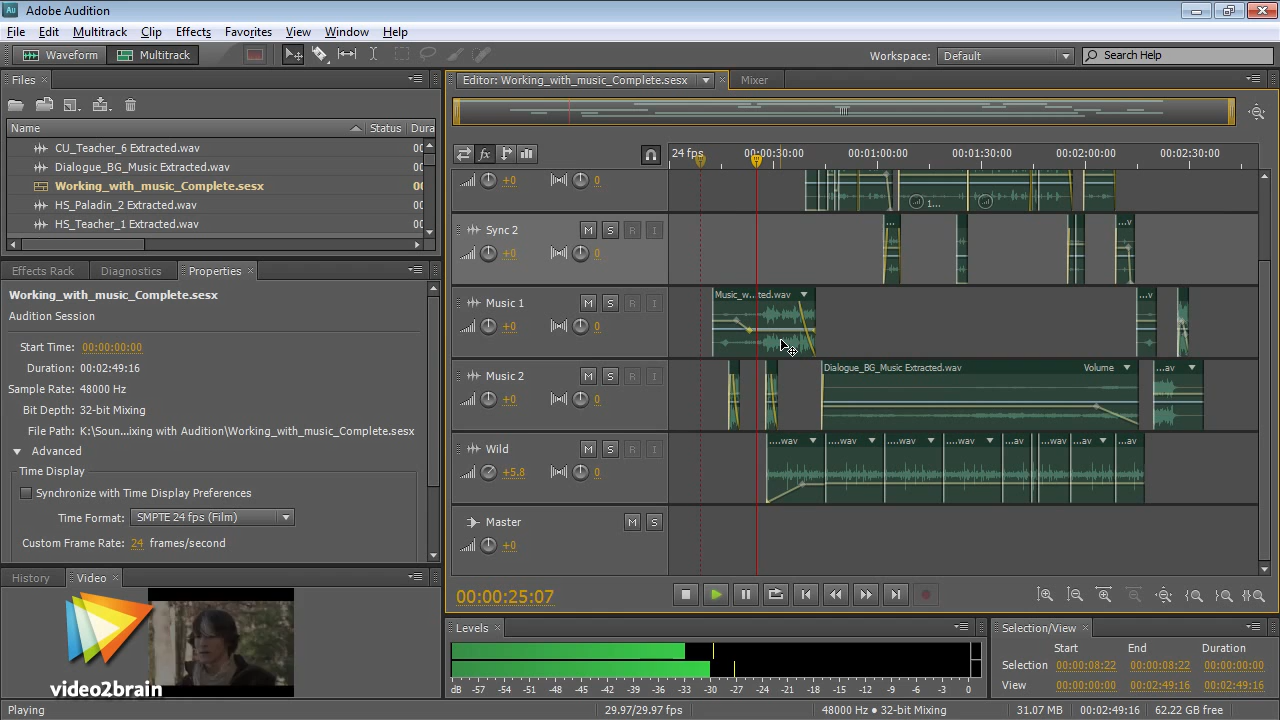 Au Adobe Audition
File Edit Multitrack Clip Effects Favorites View Window Help
Waveform Multitrack Workspace: Default Search Help
Files
Name Status Dura
CU_Teacher_6 Extracted.wav 00
Dialogue_BG_Music Extracted.wav 00
Working_with_music_Complete.sesx 00
HS_Paladin_2 Extracted.wav 00
HS_Teacher_1 Extracted.wav 00
Effects Rack Diagnostics Properties
Working_with_music_Complete.sesx
Audition Session
Start Time: 00:00:00:00
Duration: 00:02:49:16
Sample Rate: 48000 Hz
Bit Depth: 32-bit Mixing
File Path: K:\Soun...ixing with Audition\Working_with_music_Complete.sesx
Advanced
Time Display
Synchronize with Time Display Preferences
Time Format: SMPTE 24 fps (Film)
Custom Frame Rate: 24 frames/second
History Video
video2brain
Editor: Working_with_music_Complete.sesx Mixer
fx 24 fps 00:00:30:00 00:01:00:00 00:01:30:00 00:02:00:00 00:02:30:00
+0 0 1...
Sync 2 M S R I ... ...v
+0 0
Music 1 M S R I Music_w...ted.wav ...v
+0 0
Music 2 M S R I Dialogue_BG_Music Extracted.wav Volume ...av
+0 0
Wild M S R I ...wav ...wav ...wav ...wav ...av ...wav ...av ...av
+5.8 0
Master M S
+0
00:00:25:07
Levels
dB -57 -54 -51 -48 -45 -42 -39 -36 -33 -30 -27 -24 -21 -18 -15 -12 -9 -6 -3 0
Selection/View
Start End Duration
Selection 00:00:08:22 00:00:08:22 00:00:00:00
View 00:00:00:00 00:02:49:16 00:02:49:16
Playing 29.97/29.97 fps 48000 Hz ● 32-bit Mixing 31.07 MB 00:02:49:16 62.22 GB free